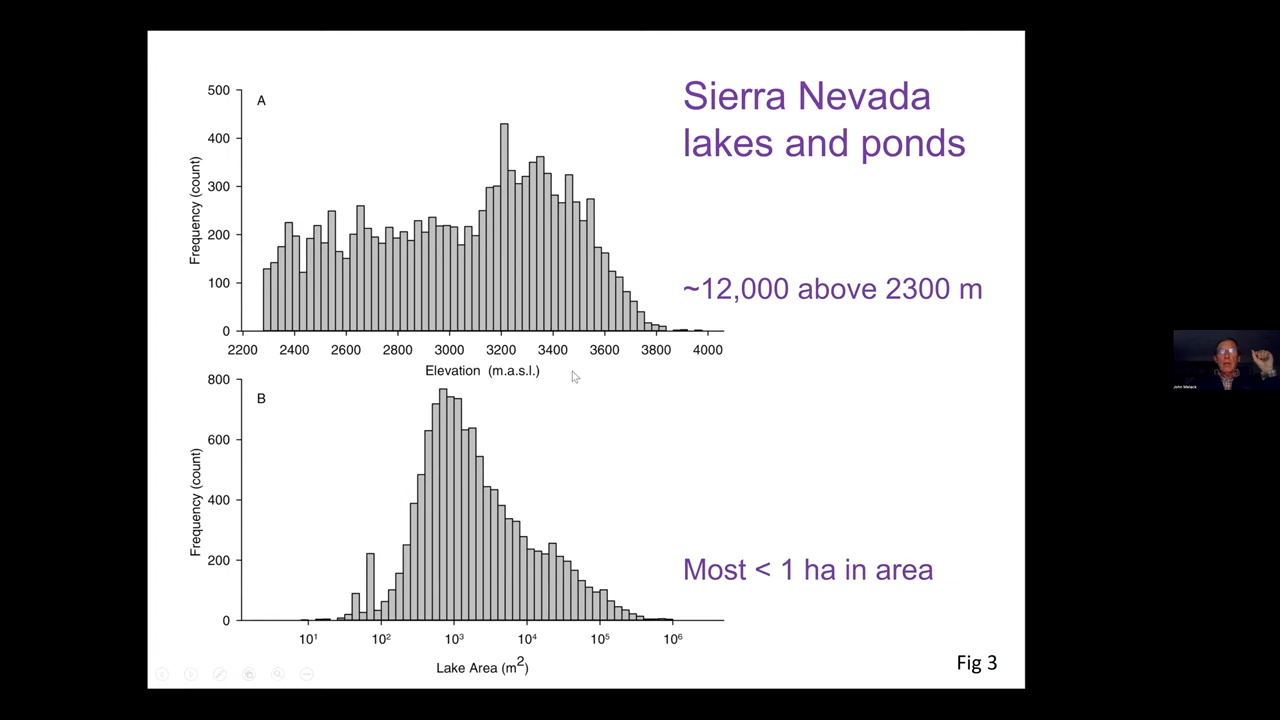 Sierra Nevada
lakes and ponds
A
500
400
300
200
100
0
Frequency (count)
2200 2400 2600 2800 3000 3200 3400 3600 3800 4000
Elevation (m.a.s.l.)
~12,000 above 2300 m
B
800
600
400
200
0
Frequency (count)
10¹ 10² 10³ 10⁴ 10⁵ 10⁶
Lake Area (m²)
Most < 1 ha in area
Fig 3
John Melack